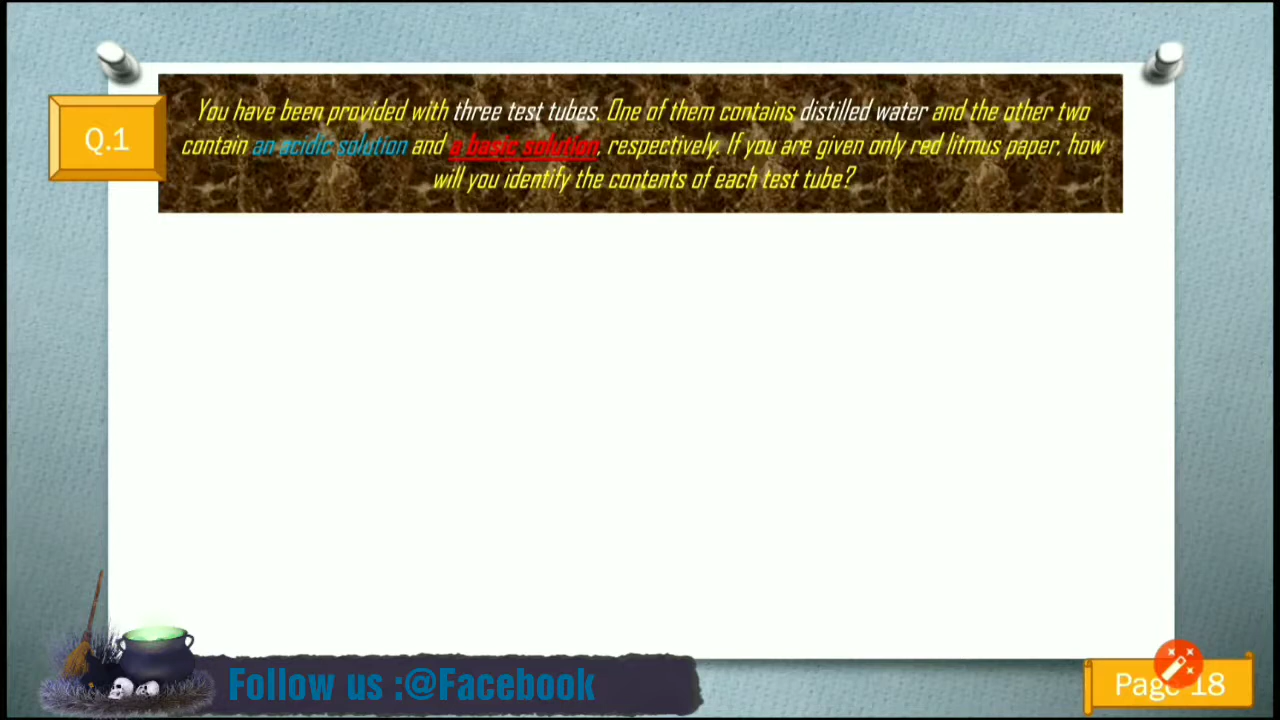 Q.1
You have been provided with three test tubes. One of them contains distilled water and the other two
contain an acidic solution and a basic solution, respectively. If you are given only red litmus paper, how
will you identify the contents of each test tube?
Follow us :@Facebook
Page 18